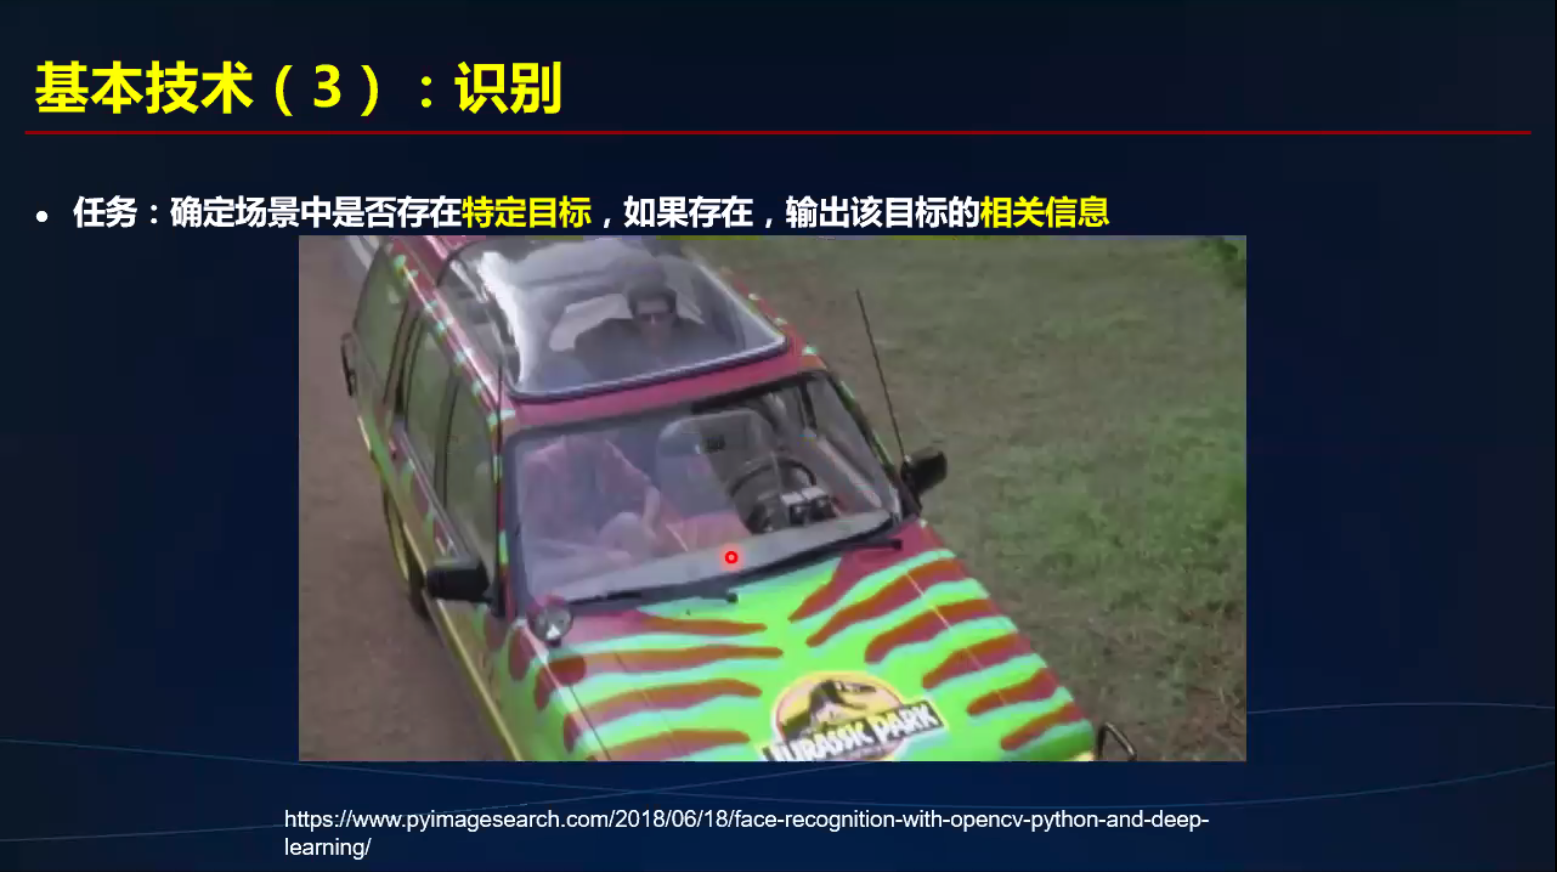 基本技术（3）：识别
• 任务：确定场景中是否存在特定目标，如果存在，输出该目标的相关信息
JURASSIC PARK
https://www.pyimagesearch.com/2018/06/18/face-recognition-with-opencv-python-and-deep-
learning/